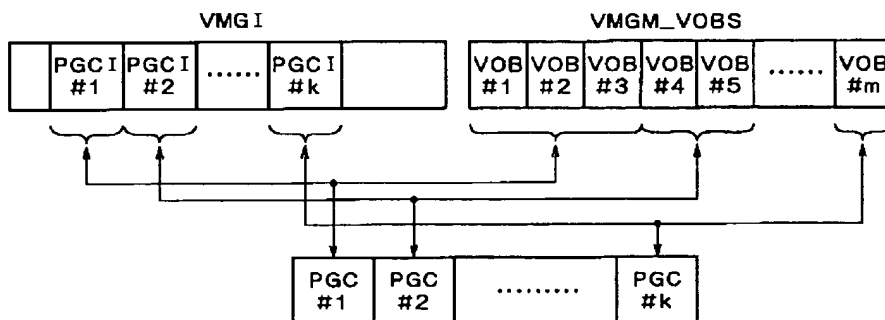 VMGI
VMGM_VOBS
PGCI
#1
PGCI
#2
······
PGCI
#k
VOB
#1
VOB
#2
VOB
#3
VOB
#4
VOB
#5
······
VOB
#m
PGC
#1
PGC
#2
·········
PGC
#k